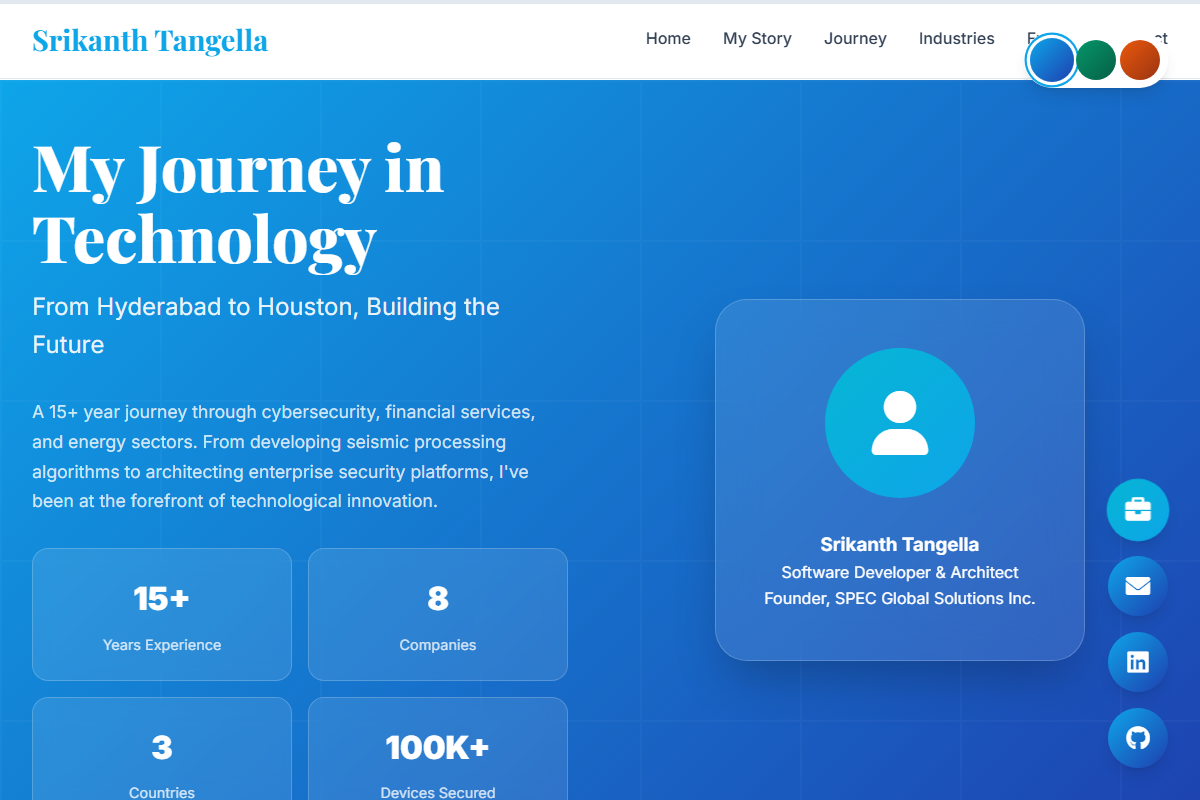 Srikanth Tangella
Home
My Story
Journey
Industries
My Journey in
Technology
From Hyderabad to Houston, Building the
Future
A 15+ year journey through cybersecurity, financial services,
and energy sectors. From developing seismic processing
algorithms to architecting enterprise security platforms, I've
been at the forefront of technological innovation.
15+
Years Experience
8
Companies
3
Countries
100K+
Devices Secured
Srikanth Tangella
Software Developer & Architect
Founder, SPEC Global Solutions Inc.
in